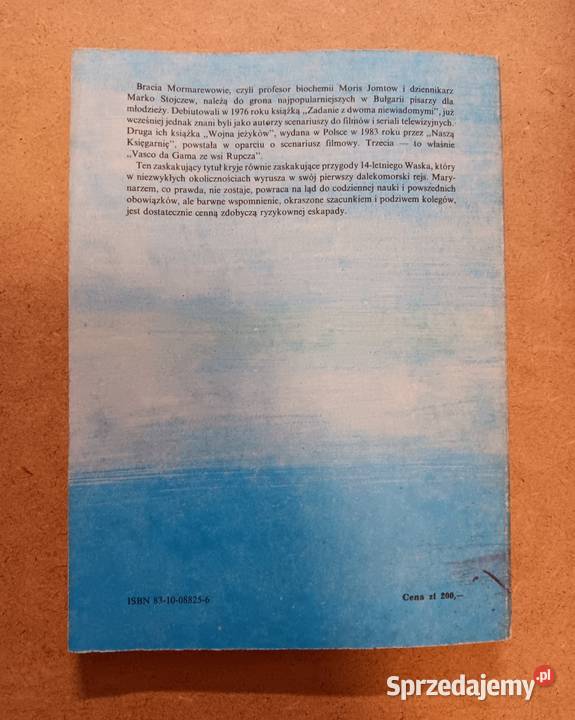 Bracia Mormarewowie, czyli profesor biochemii Moris Jomtow i dziennikarz
Marko Stojczew, należą do grona najpopularniejszych w Bułgarii pisarzy dla
młodzieży. Debiutowali w 1976 roku książką „Zadanie z dwoma niewiadomymi”, już
wcześniej jednak znani byli jako autorzy scenariuszy do filmów i seriali telewizyjnych.
Druga ich książka „Wojna jeżyków”, wydana w Polsce w 1983 roku przez „Naszą
Księgarnię”, powstała w oparciu o scenariusz filmowy. Trzecia — to właśnie
„Vasco da Gama ze wsi Rupcza”.
Ten zaskakujący tytuł kryje równie zaskakujące przygody 14-letniego Waska, który
w niezwykłych okolicznościach wyrusza w swój pierwszy dalekomorski rejs. Mary-
narzem, co prawda, nie zostaje, powraca na ląd do codziennej nauki i powszednich
obowiązków, ale barwne wspomnienie, okraszone szacunkiem i podziwem kolegów,
jest dostatecznie cenną zdobyczą ryzykownej eskapady.
ISBN 83-10-08825-6
Cena zł 200,—
Sprzedajemy.pl